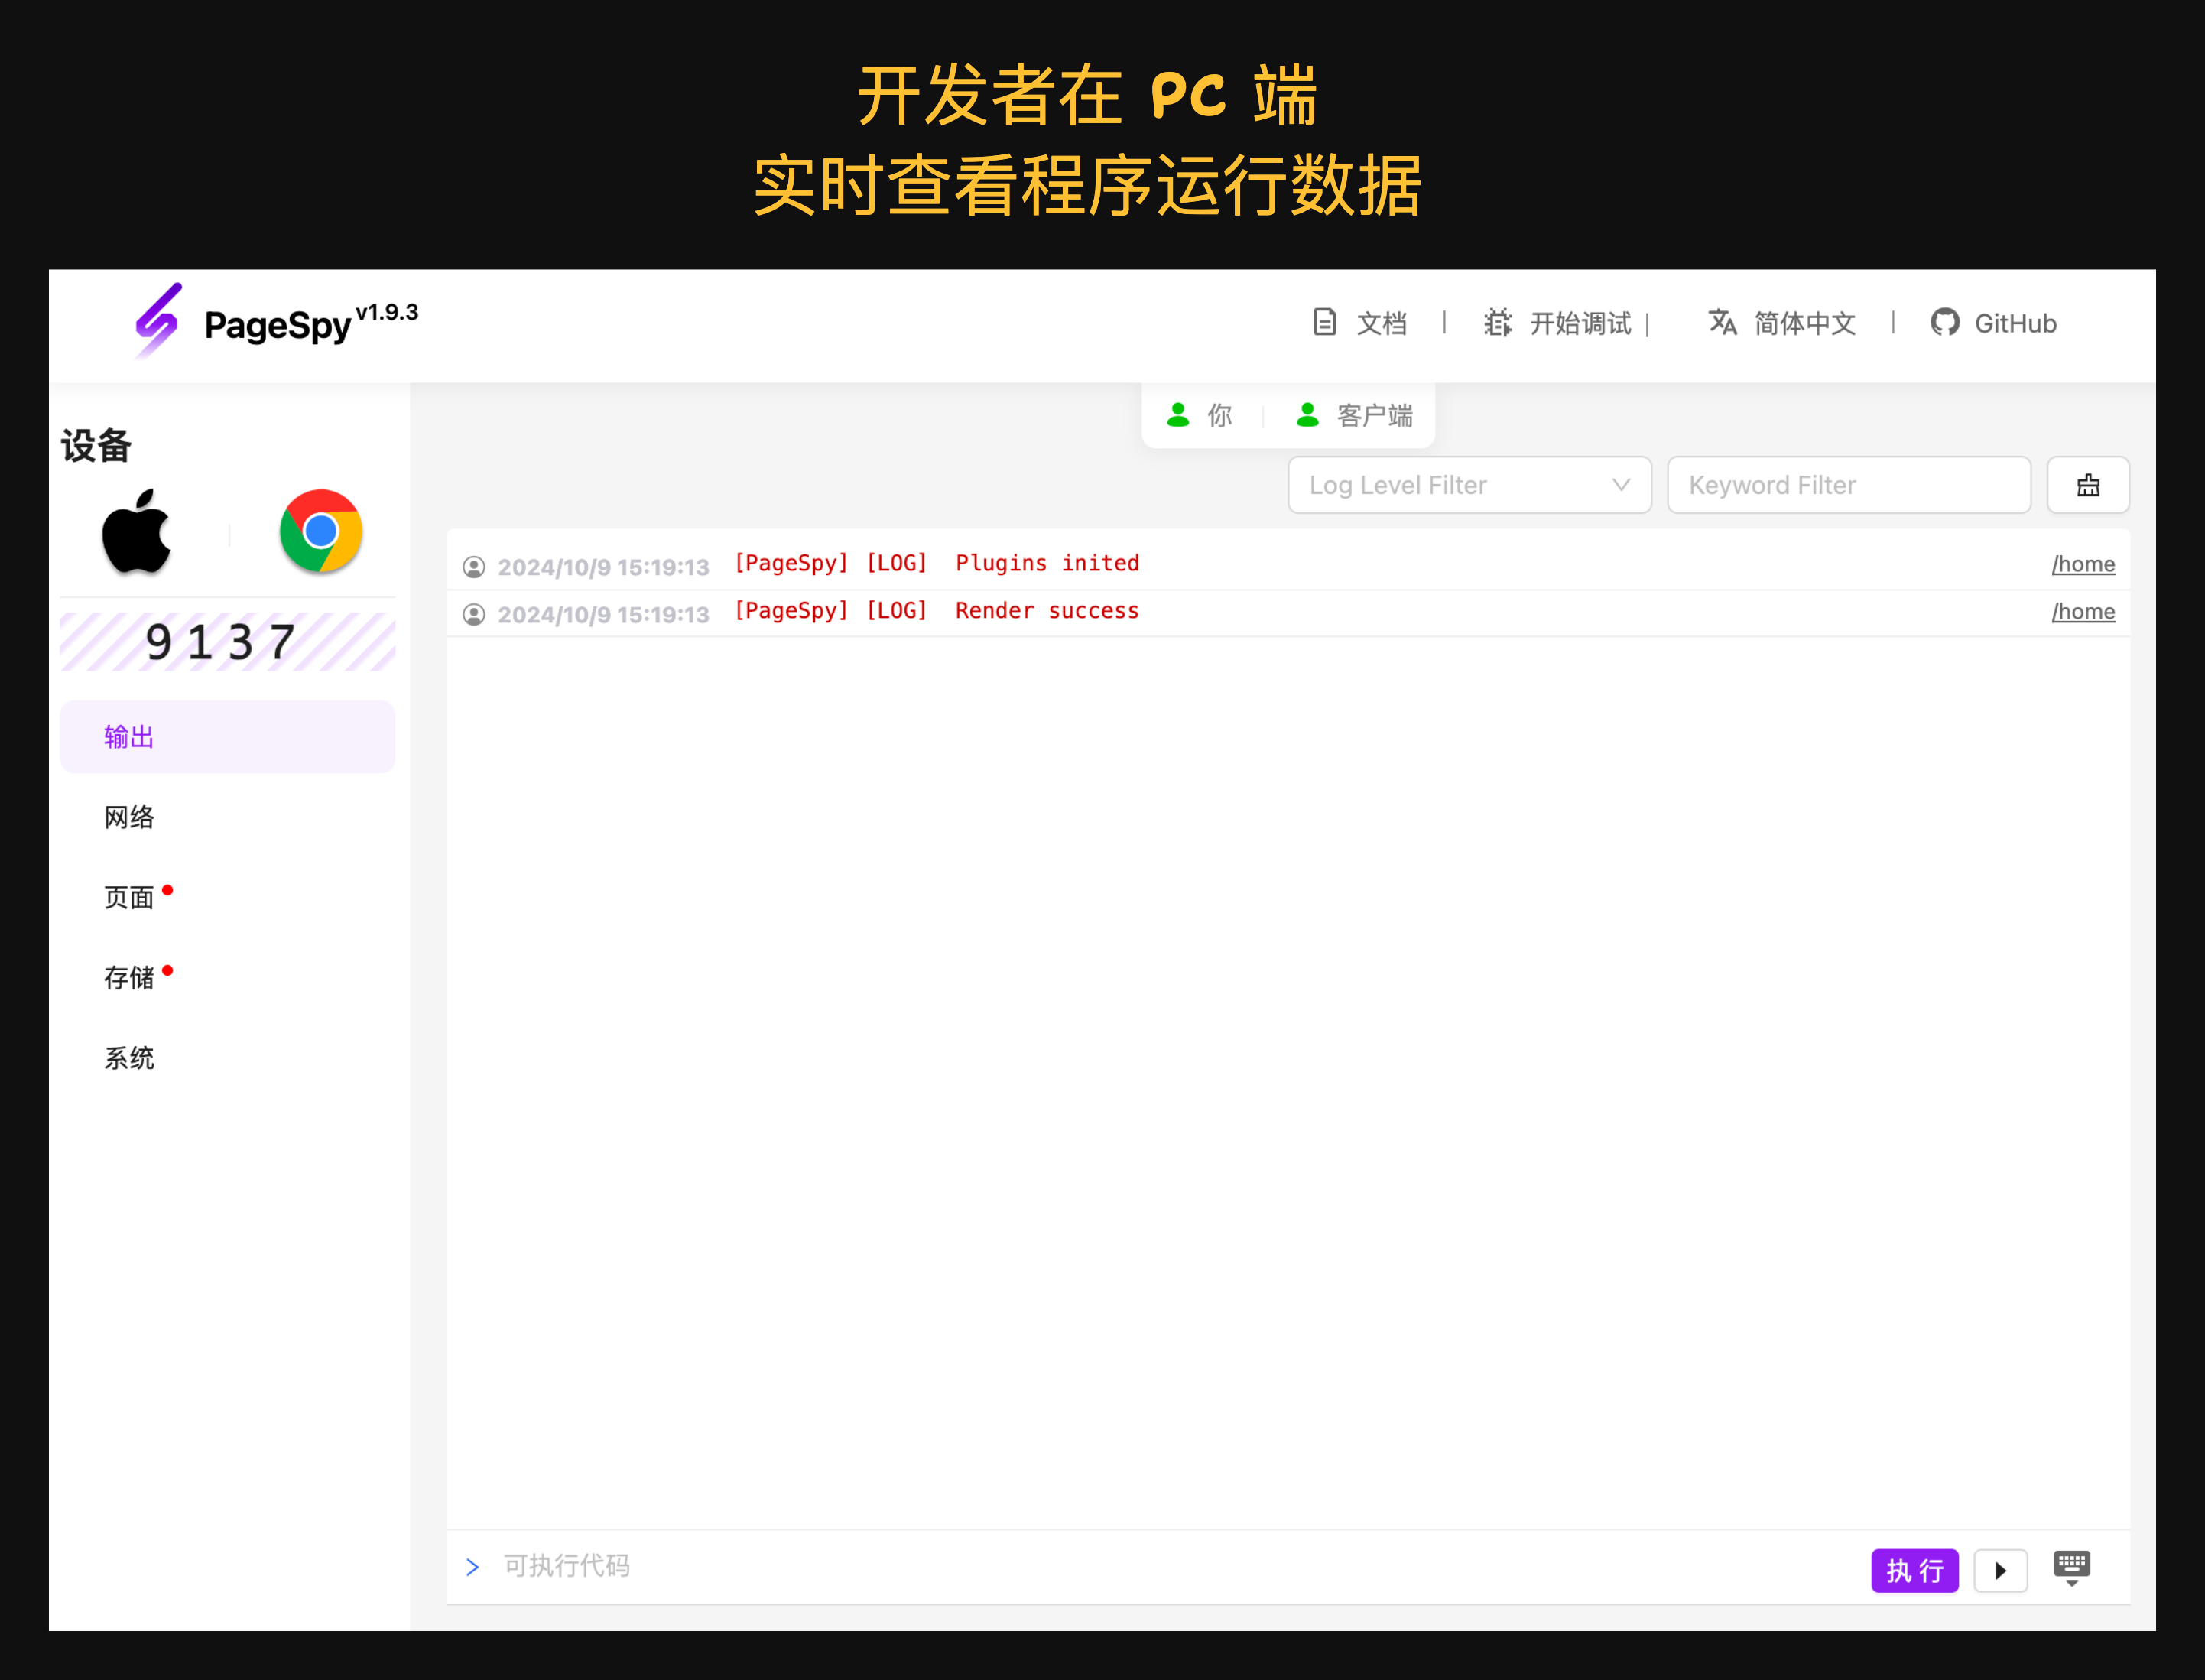 开发者在 PC 端
实时查看程序运行数据
PageSpy v1.9.3
文档 | 开始调试 | 简体中文 | GitHub
你 客户端
设备
Log Level Filter Keyword Filter
2024/10/9 15:19:13 [PageSpy] [LOG] Plugins inited /home
2024/10/9 15:19:13 [PageSpy] [LOG] Render success /home
9137
输出
网络
页面
存储
系统
> 可执行代码 执行